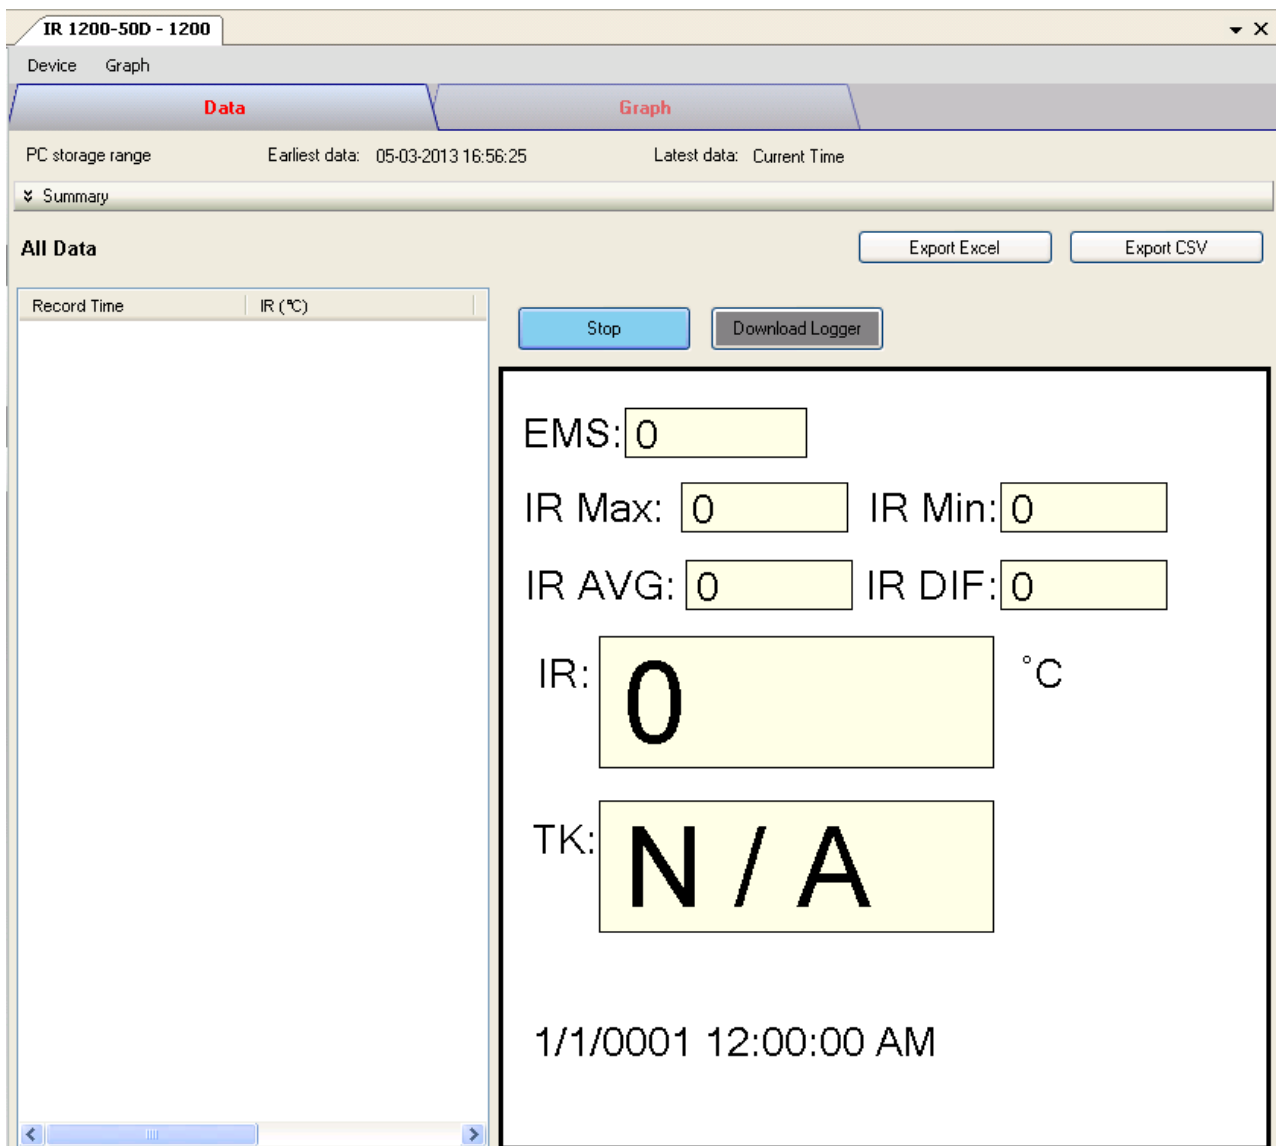 IR 1200-50D - 1200
Device Graph
Data Graph
PC storage range Earliest data: 05-03-2013 16:56:25 Latest data: Current Time
Summary
All Data Export Excel Export CSV
Record Time IR (℃)
Stop Download Logger
EMS: 0
IR Max: 0 IR Min: 0
IR AVG: 0 IR DIF: 0
IR: 0 °C
TK: N / A
1/1/0001 12:00:00 AM